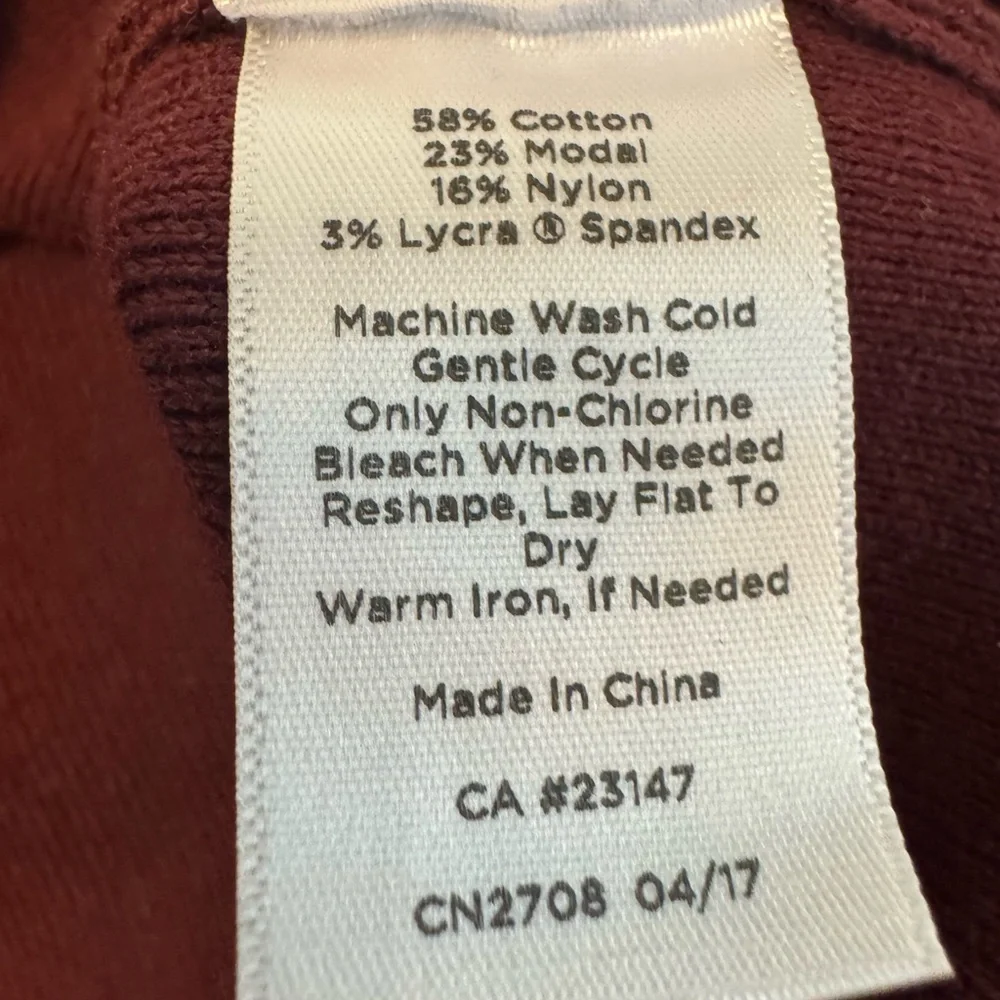 58% Cotton
23% Modal
16% Nylon
3% Lycra ® Spandex
Machine Wash Cold
Gentle Cycle
Only Non-Chlorine
Bleach When Needed
Reshape, Lay Flat To
Dry
Warm Iron, If Needed
Made In China
CA #23147
CN2708 04/17